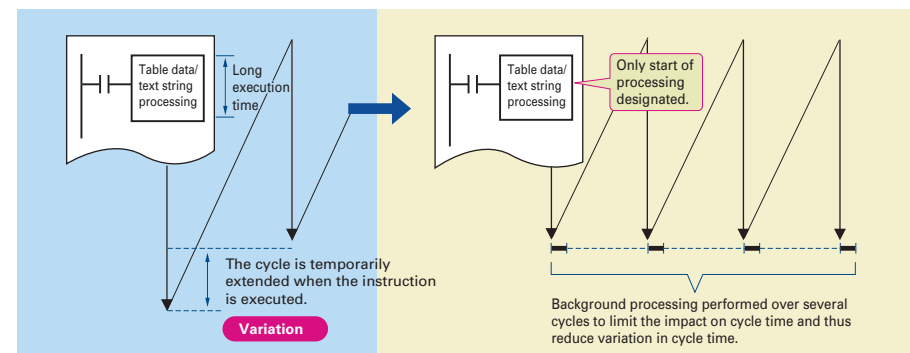 Table data/
text string
processing
Long
execution
time
The cycle is temporarily
extended when the instruction
is executed.
Variation
Table data/
text string
processing
Only start of
processing
designated.
Background processing performed over several
cycles to limit the impact on cycle time and thus
reduce variation in cycle time.